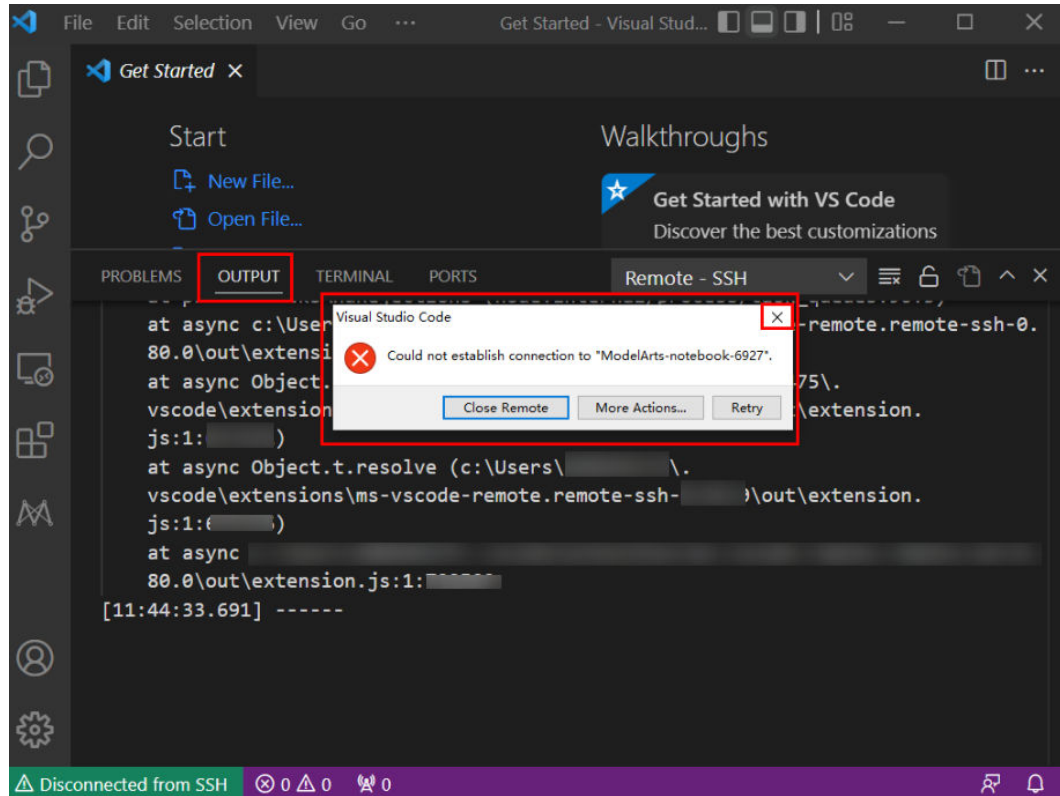 File Edit Selection View Go ··· Get Started - Visual Stud...
Get Started
Start
Walkthroughs
New File...
Open File...
Get Started with VS Code
Discover the best customizations
PROBLEMS OUTPUT TERMINAL PORTS Remote - SSH
at async c:\User -remote.remote-ssh-0.
80.0\out\extensi
at async Object. 75\.
vscode\extension \extension.
js:1: )
at async Object.t.resolve (c:\Users\ \.
vscode\extensions\ms-vscode-remote.remote-ssh- \out\extension.
js:1: )
at async
80.0\out\extension.js:1:
[11:44:33.691] ------
Visual Studio Code
Could not establish connection to "ModelArts-notebook-6927".
Close Remote More Actions... Retry
Disconnected from SSH 0 0 0